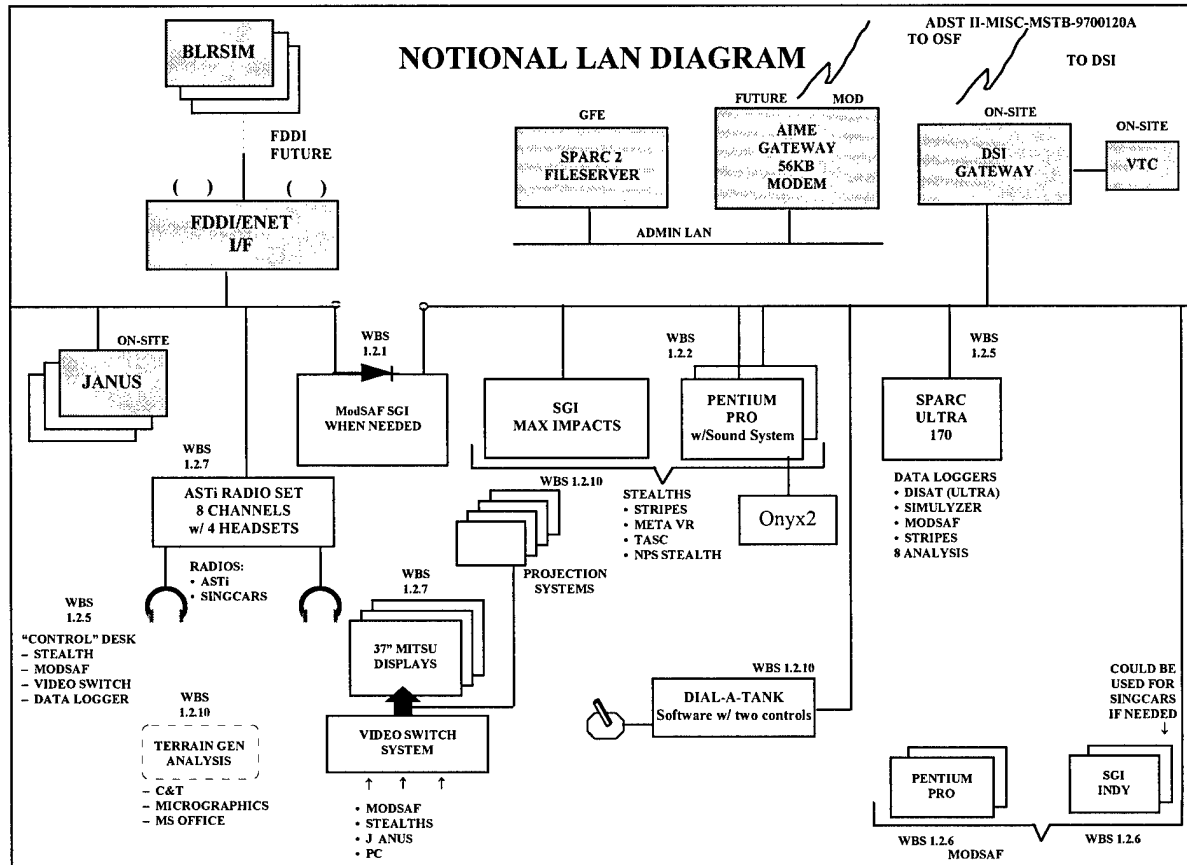 ADST II-MISC-MSTB-9700120A
TO OSF
NOTIONAL LAN DIAGRAM
TO DSI
BLRSIM
FDDI
FUTURE
( ) ( )
FDDI/ENET
I/F
GFE
SPARC 2
FILESERVER
FUTURE MOD
AIME
GATEWAY
56KB
MODEM
ADMIN LAN
ON-SITE
DSI
GATEWAY
ON-SITE
VTC
ON-SITE
JANUS
WBS
1.2.1
ModSAF SGI
WHEN NEEDED
SGI
MAX IMPACTS
WBS
1.2.2
PENTIUM
PRO
w/Sound System
WBS
1.2.5
SPARC
ULTRA
170
WBS
1.2.7
ASTi RADIO SET
8 CHANNELS
w/ 4 HEADSETS
RADIOS:
• ASTi
• SINGCARS
WBS 1.2.10
PROJECTION
SYSTEMS
STEALTHS
• STRIPES
• META VR
• TASC
• NPS STEALTH
Onyx2
DATA LOGGERS
• DISAT (ULTRA)
• SIMULYZER
• MODSAF
• STRIPES
8 ANALYSIS
WBS
1.2.5
"CONTROL" DESK
– STEALTH
– MODSAF
– VIDEO SWITCH
– DATA LOGGER
WBS
1.2.7
37" MITSU
DISPLAYS
WBS
1.2.10
TERRAIN GEN
ANALYSIS
– C&T
– MICROGRAPHICS
– MS OFFICE
VIDEO SWITCH
SYSTEM
↑ ↑ ↑
• MODSAF
• STEALTHS
• J ANUS
• PC
WBS 1.2.10
DIAL-A-TANK
Software w/ two controls
COULD BE
USED FOR
SINGCARS
IF NEEDED
↓
PENTIUM
PRO
SGI
INDY
WBS 1.2.6 WBS 1.2.6
MODSAF